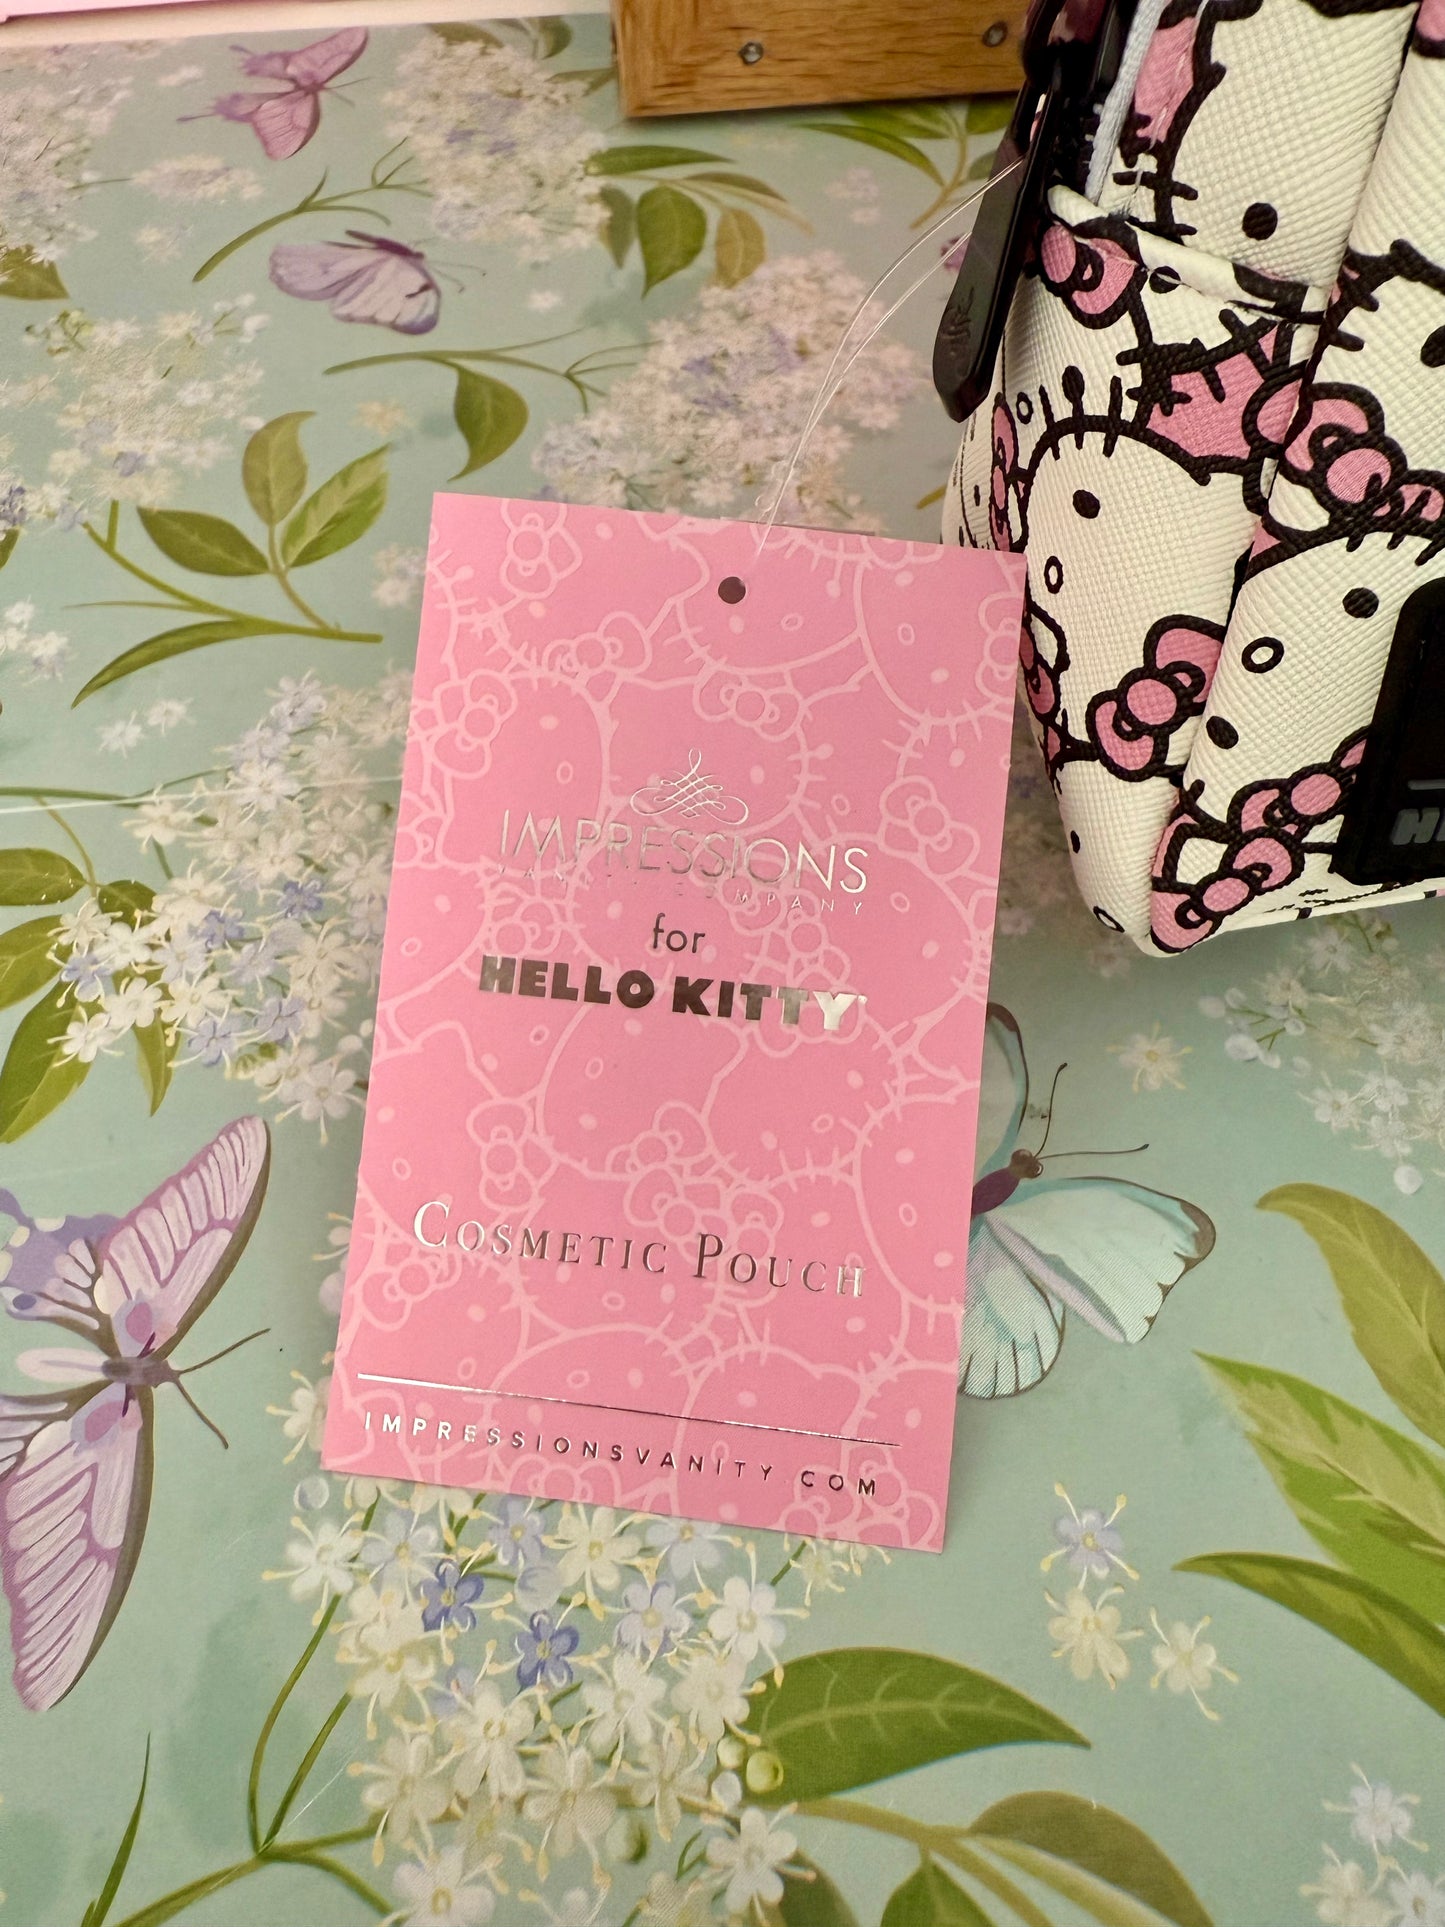 IMPRESSIONS
VANITY COMPANY
for
HELLO KITTY
COSMETIC POUCH
IMPRESSIONSVANITY.COM